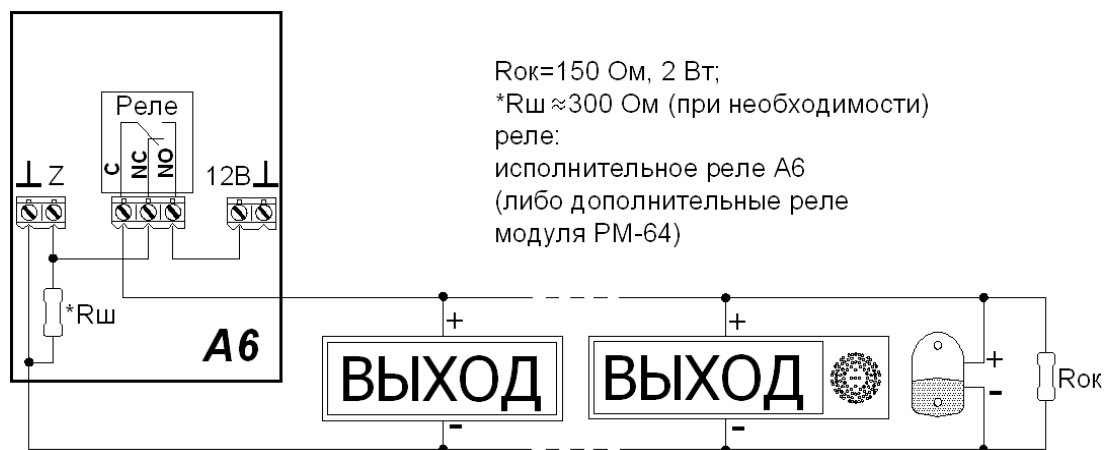 Rок=150 Ом, 2 Вт;
*Rш ≈300 Ом (при необходимости)
реле:
исполнительное реле А6
(либо дополнительные реле
модуля РМ-64)
Реле
C
NC
NO
⊥ Z
12В ⊥
*Rш
А6
+
+
+
-
ВЫХОД
ВЫХОД
Rок
-
-